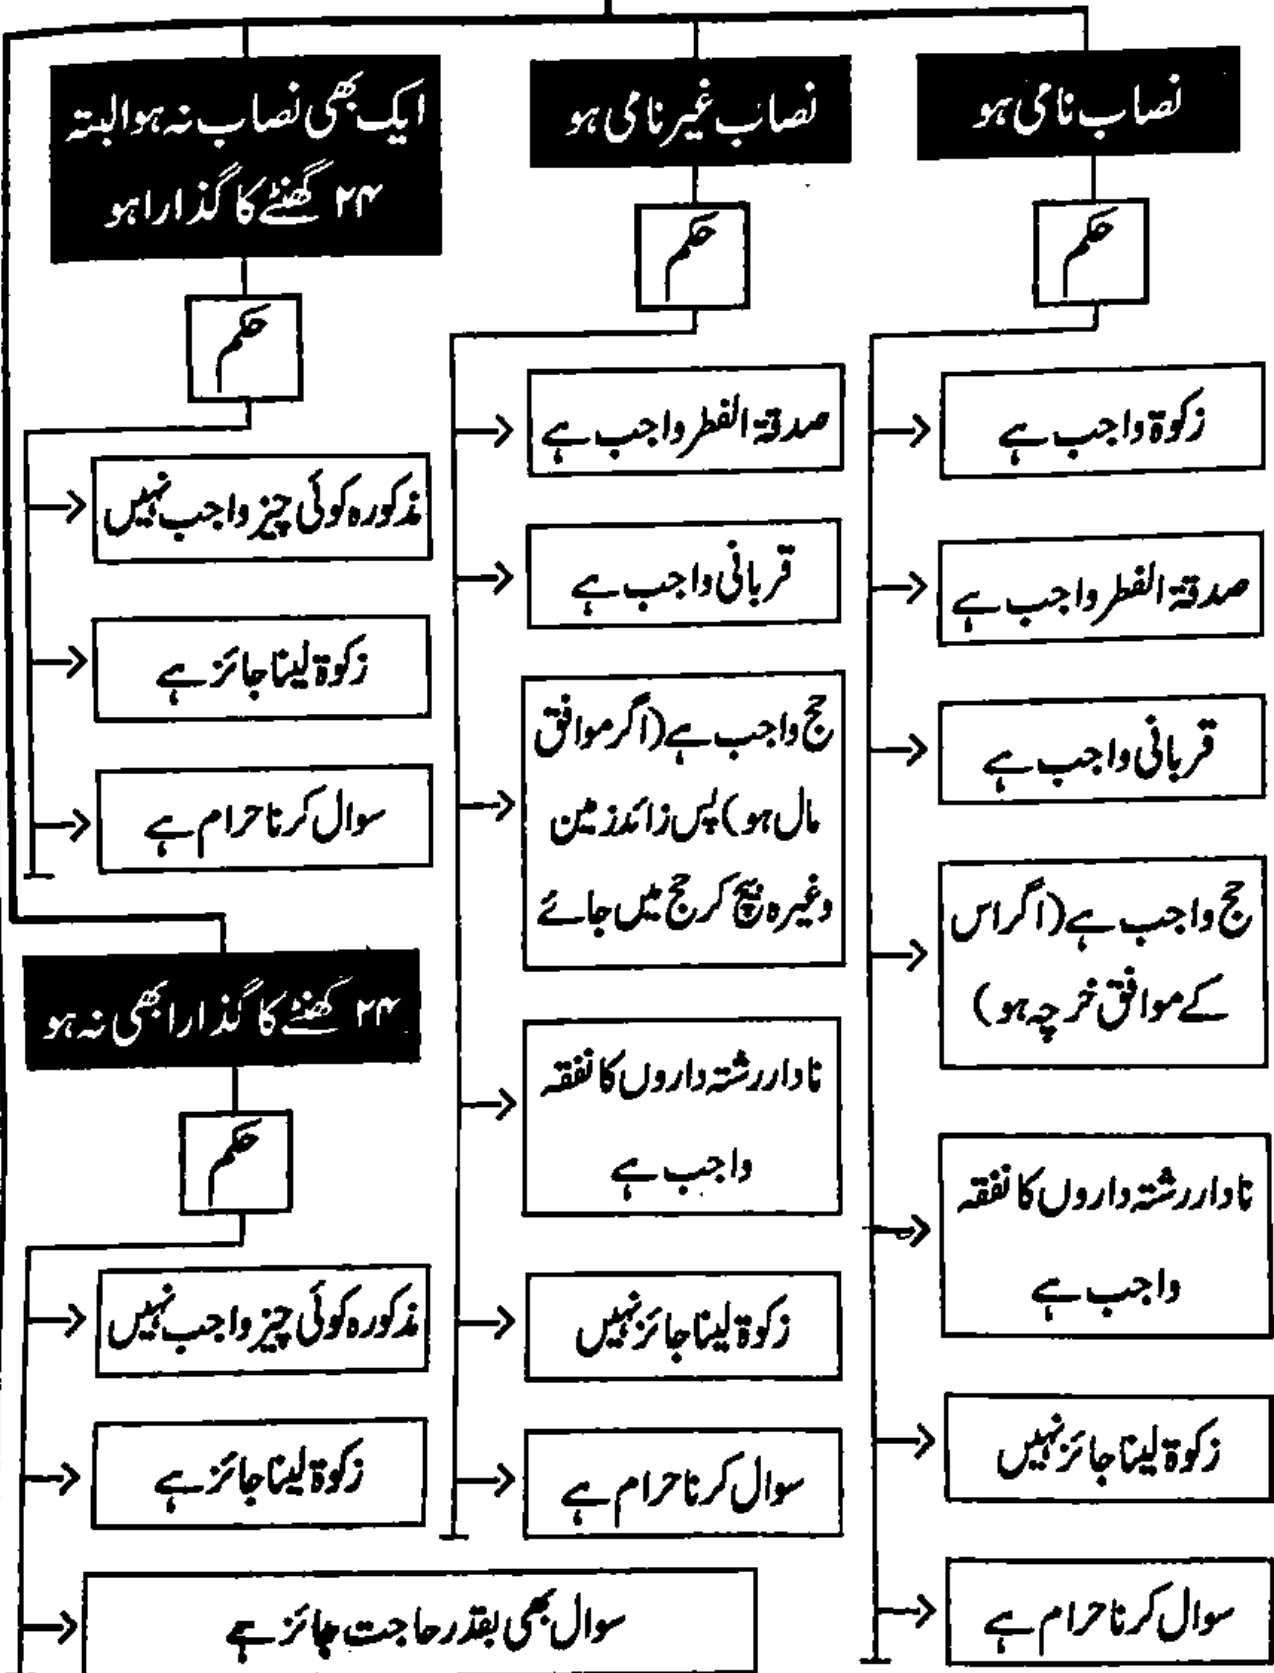 نصاب نامی ہو
حکم
زکوۃ واجب ہے
صدقۃ الفطر واجب ہے
قربانی واجب ہے
حج واجب ہے (اگر اس
کے موافق خرچہ ہو)
نادار رشتہ داروں کا نفقہ
واجب ہے
زکوۃ لینا جائز نہیں
سوال کرنا حرام ہے
نصاب غیر نامی ہو
حکم
صدقۃ الفطر واجب ہے
قربانی واجب ہے
حج واجب ہے (اگر موافق
مال ہو) پس زائد زمین
وغیرہ بیچ کر حج میں جائے
نادار رشتہ داروں کا نفقہ
واجب ہے
زکوۃ لینا جائز نہیں
سوال کرنا حرام ہے
ایک بھی نصاب نہ ہو البتہ
۲۴ گھنٹے کا گذارا ہو
حکم
مذکورہ کوئی چیز واجب نہیں
زکوۃ لینا جائز ہے
سوال کرنا حرام ہے
۲۴ گھنٹے کا گذارا بھی نہ ہو
حکم
مذکورہ کوئی چیز واجب نہیں
زکوۃ لینا جائز ہے
سوال بھی بقدر حاجت جائز ہے